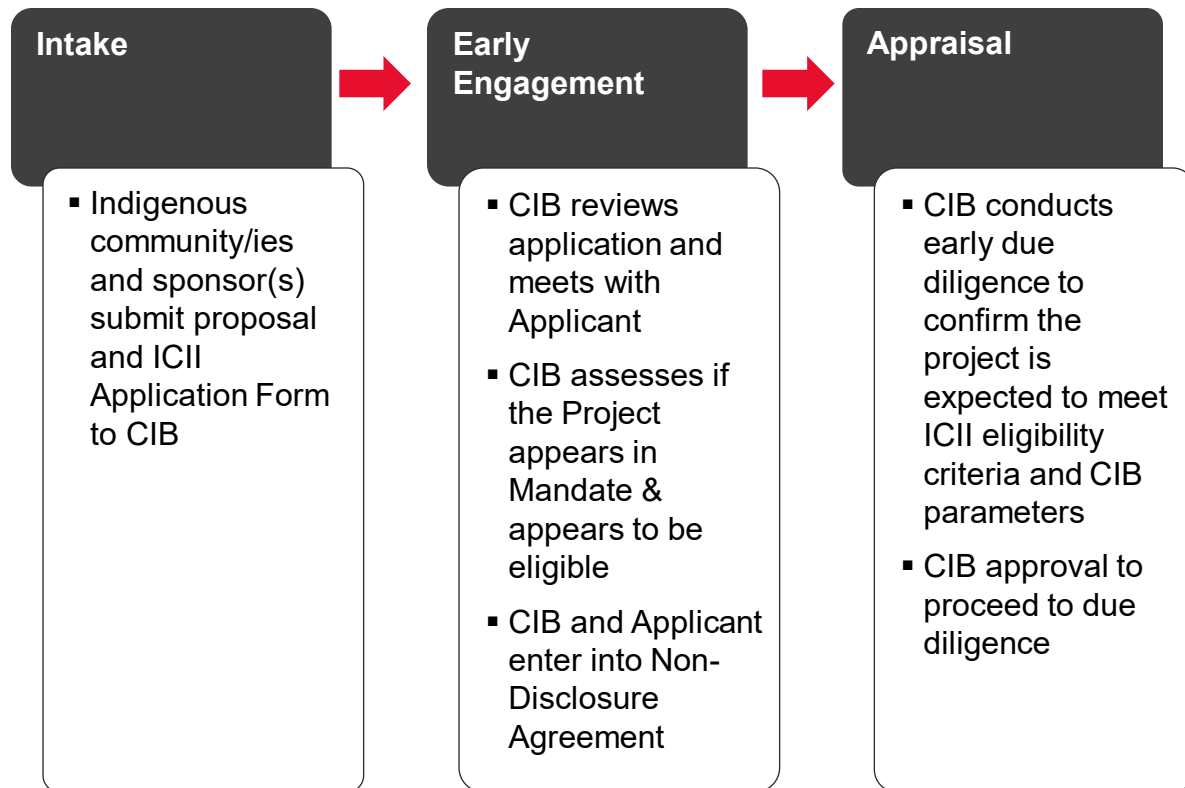 Intake
▪ Indigenous
community/ies
and sponsor(s)
submit proposal
and ICII
Application Form
to CIB
Early
Engagement
▪ CIB reviews
application and
meets with
Applicant
▪ CIB assesses if
the Project
appears in
Mandate &
appears to be
eligible
▪ CIB and Applicant
enter into Non-
Disclosure
Agreement
Appraisal
▪ CIB conducts
early due
diligence to
confirm the
project is
expected to meet
ICII eligibility
criteria and CIB
parameters
▪ CIB approval to
proceed to due
diligence